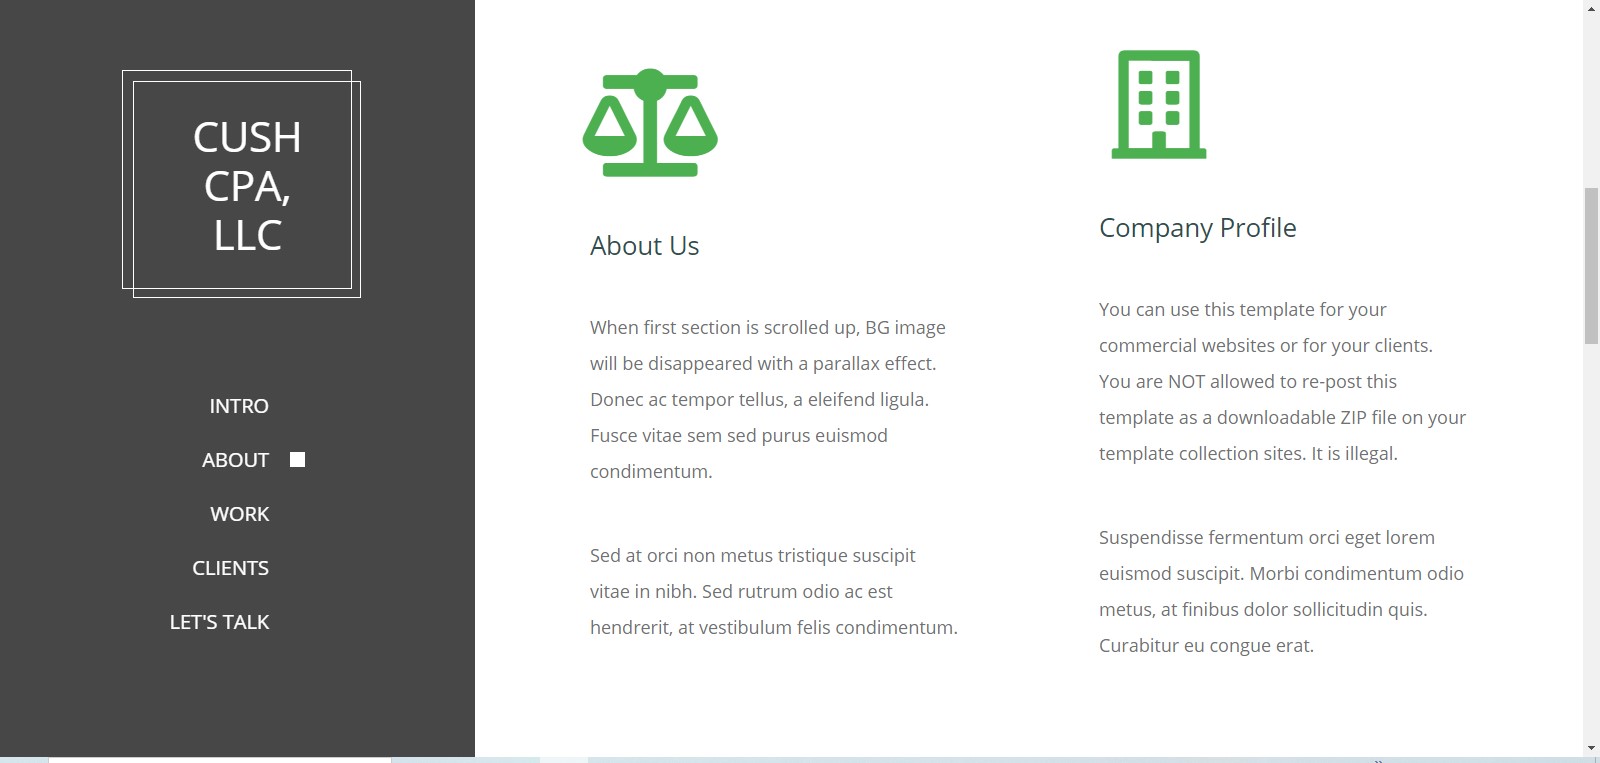 CUSH
CPA,
LLC
INTRO
ABOUT
WORK
CLIENTS
LET'S TALK
About Us
When first section is scrolled up, BG image
will be disappeared with a parallax effect.
Donec ac tempor tellus, a eleifend ligula.
Fusce vitae sem sed purus euismod
condimentum.
Sed at orci non metus tristique suscipit
vitae in nibh. Sed rutrum odio ac est
hendrerit, at vestibulum felis condimentum.
Company Profile
You can use this template for your
commercial websites or for your clients.
You are NOT allowed to re-post this
template as a downloadable ZIP file on your
template collection sites. It is illegal.
Suspendisse fermentum orci eget lorem
euismod suscipit. Morbi condimentum odio
metus, at finibus dolor sollicitudin quis.
Curabitur eu congue erat.